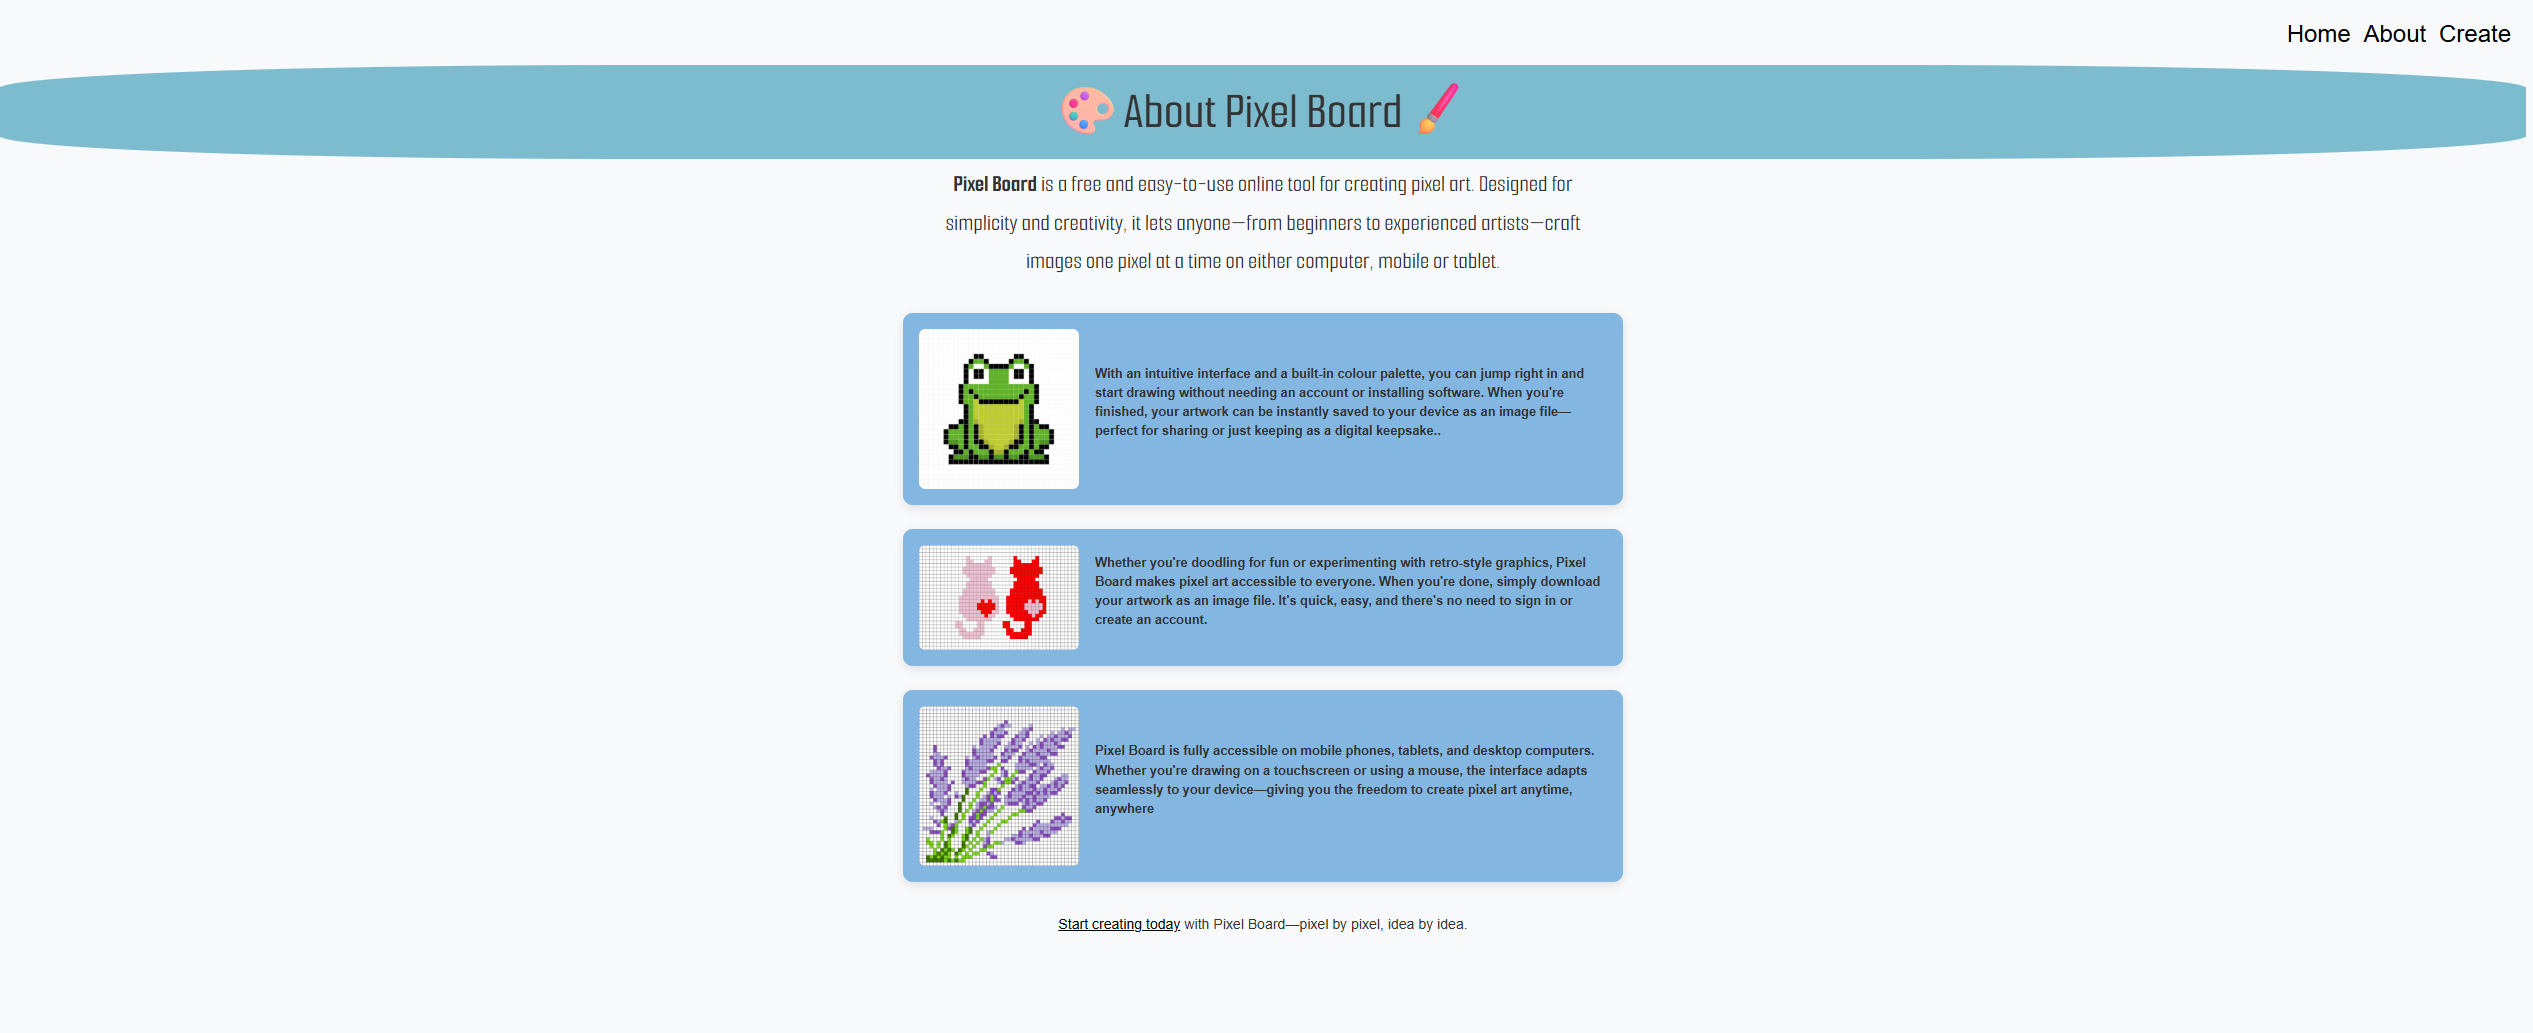 Home About Create
🎨 About Pixel Board 🖌️
Pixel Board is a free and easy-to-use online tool for creating pixel art. Designed for
simplicity and creativity, it lets anyone—from beginners to experienced artists—craft
images one pixel at a time on either computer, mobile or tablet.
With an intuitive interface and a built-in colour palette, you can jump right in and
start drawing without needing an account or installing software. When you're
finished, your artwork can be instantly saved to your device as an image file—
perfect for sharing or just keeping as a digital keepsake..
Whether you're doodling for fun or experimenting with retro-style graphics, Pixel
Board makes pixel art accessible to everyone. When you're done, simply download
your artwork as an image file. It's quick, easy, and there's no need to sign in or
create an account.
Pixel Board is fully accessible on mobile phones, tablets, and desktop computers.
Whether you're drawing on a touchscreen or using a mouse, the interface adapts
seamlessly to your device—giving you the freedom to create pixel art anytime,
anywhere
Start creating today with Pixel Board—pixel by pixel, idea by idea.